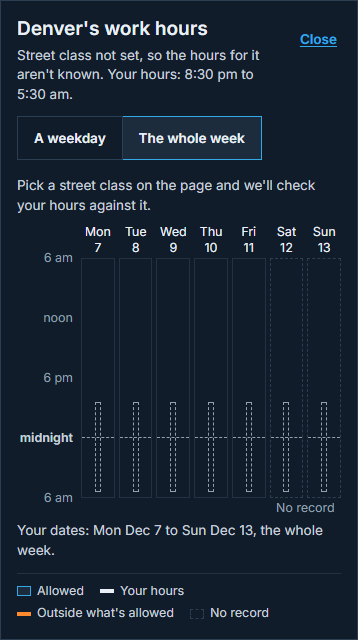 Denver's work hours
Close
Street class not set, so the hours for it
aren't known. Your hours: 8:30 pm to
5:30 am.
A weekday
The whole week
Pick a street class on the page and we'll check
your hours against it.
Mon Tue Wed Thu Fri Sat Sun
7 8 9 10 11 12 13
6 am
noon
6 pm
midnight
6 am
No record
Your dates: Mon Dec 7 to Sun Dec 13, the whole
week.
Allowed
Your hours
Outside what's allowed
No record